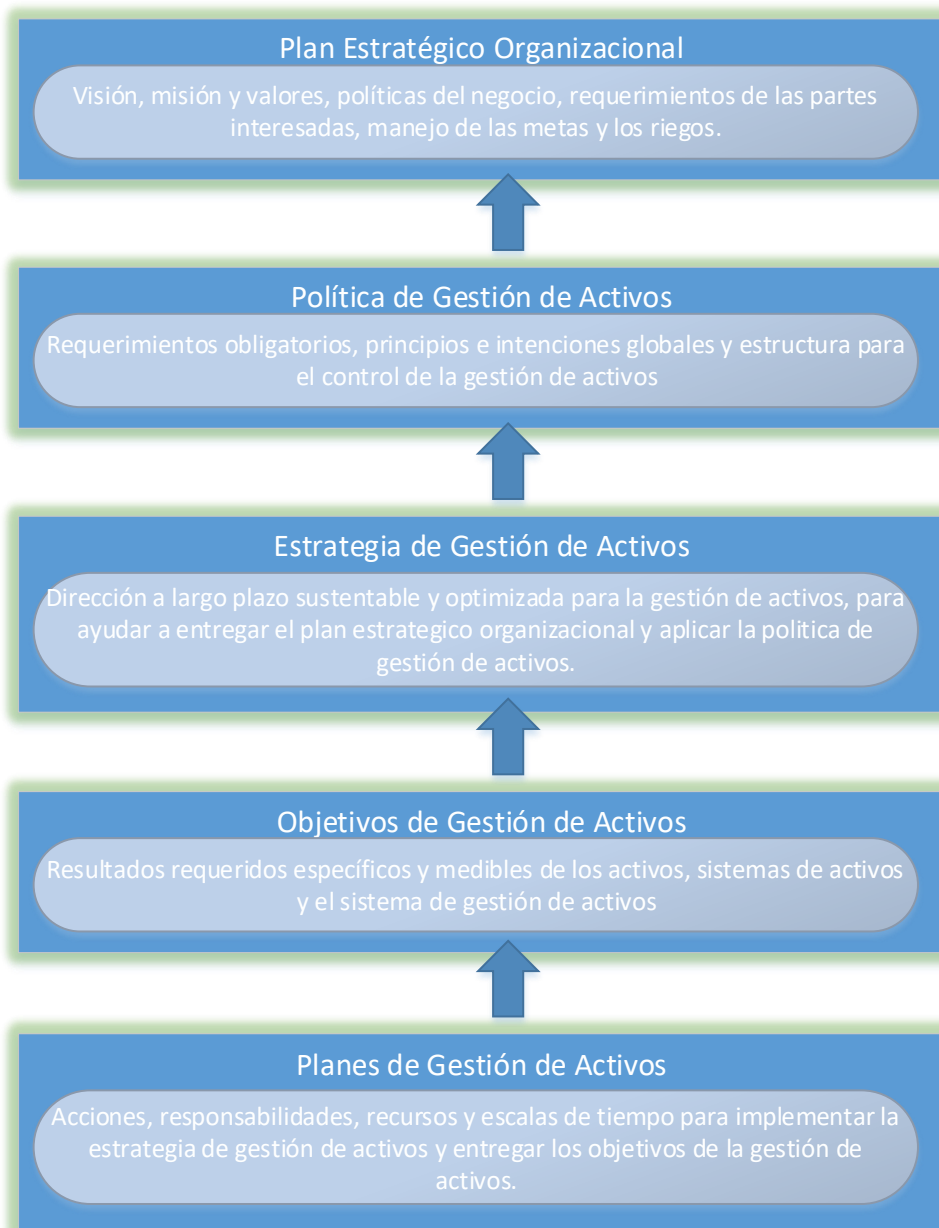 Plan Estratégico Organizacional
Visión, misión y valores, políticas del negocio, requerimientos de las partes
interesadas, manejo de las metas y los riegos.
Política de Gestión de Activos
Requerimientos obligatorios, principios e intenciones globales y estructura para
el control de la gestión de activos
Estrategia de Gestión de Activos
Dirección a largo plazo sustentable y optimizada para la gestión de activos, para
ayudar a entregar el plan estrategico organizacional y aplicar la politica de
gestión de activos.
Objetivos de Gestión de Activos
Resultados requeridos específicos y medibles de los activos, sistemas de activos
y el sistema de gestión de activos
Planes de Gestión de Activos
Acciones, responsabilidades, recursos y escalas de tiempo para implementar la
estrategia de gestión de activos y entregar los objetivos de la gestión de
activos.